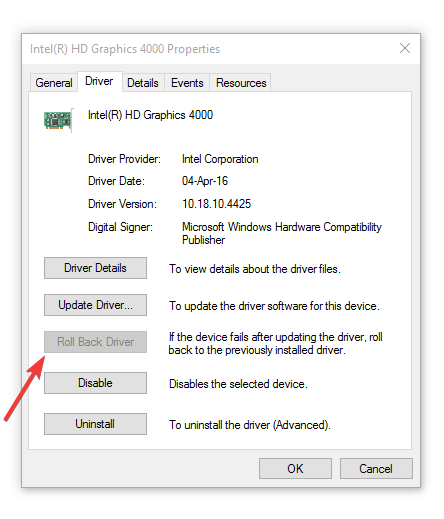 Intel(R) HD Graphics 4000 Properties
General Driver Details Events Resources
Intel(R) HD Graphics 4000
Driver Provider: Intel Corporation
Driver Date: 04-Apr-16
Driver Version: 10.18.10.4425
Digital Signer: Microsoft Windows Hardware Compatibility
Publisher
Driver Details To view details about the driver files.
Update Driver... To update the driver software for this device.
Roll Back Driver If the device fails after updating the driver, roll
back to the previously installed driver.
Disable Disables the selected device.
Uninstall To uninstall the driver (Advanced).
OK Cancel